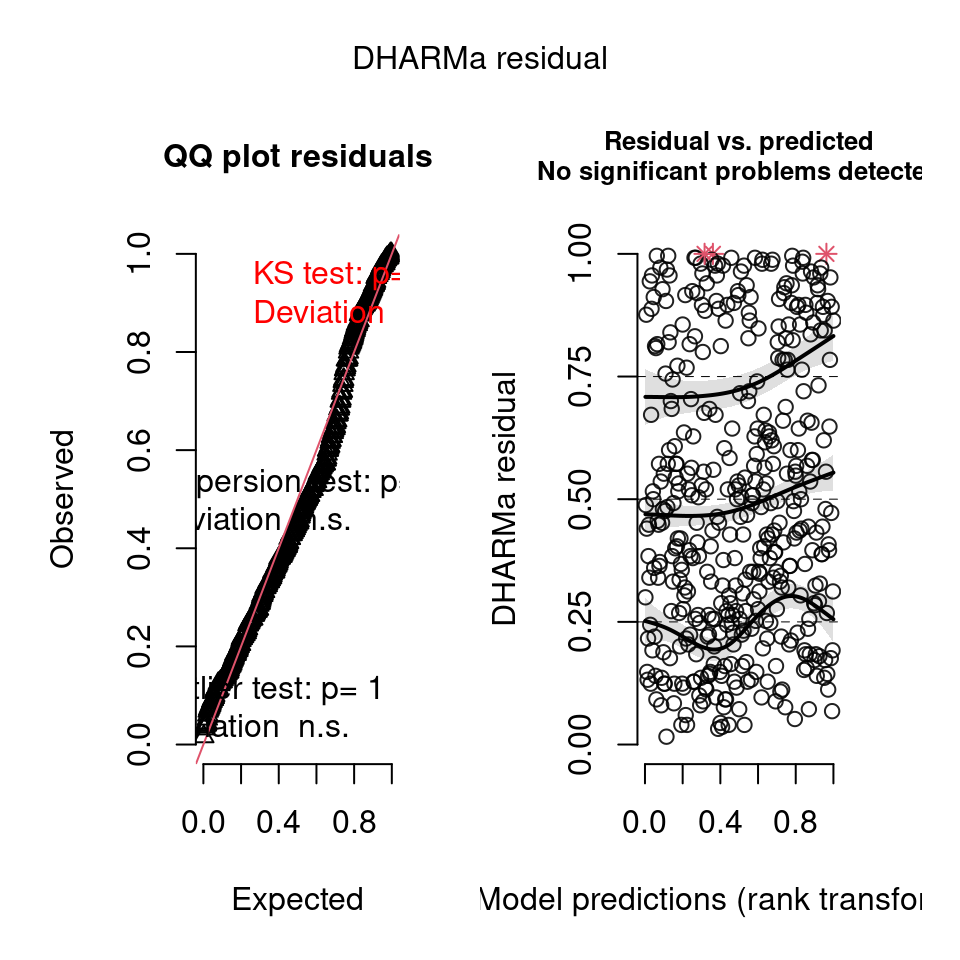 DHARMa residual
QQ plot residuals
KS test: p=
Deviation
persion test: p
viation n.s.
lier test: p= 1
ation n.s.
Observed
0.0 0.2 0.4 0.6 0.8 1.0
0.0 0.4 0.8
Expected
Residual vs. predicted
No significant problems detecte
DHARMa residual
0.00 0.25 0.50 0.75 1.00
0.0 0.4 0.8
Model predictions (rank transfor